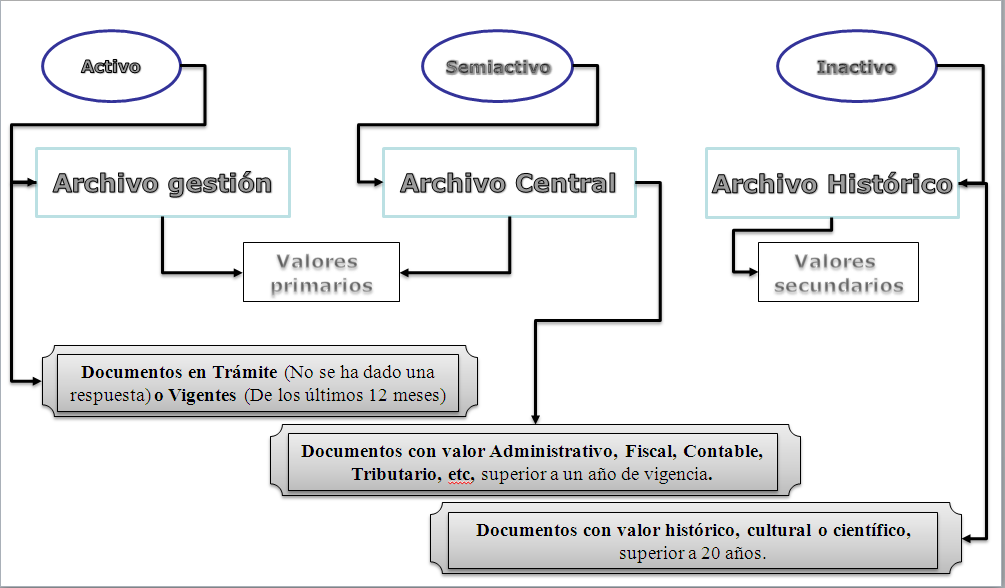 Activo
Semiactivo
Inactivo
Archivo gestión
Archivo Central
Archivo Histórico
Valores
primarios
Valores
secundarios
Documentos en Trámite (No se ha dado una
respuesta) o Vigentes (De los últimos 12 meses)
Documentos con valor Administrativo, Fiscal, Contable,
Tributario, etc, superior a un año de vigencia.
Documentos con valor histórico, cultural o científico,
superior a 20 años.